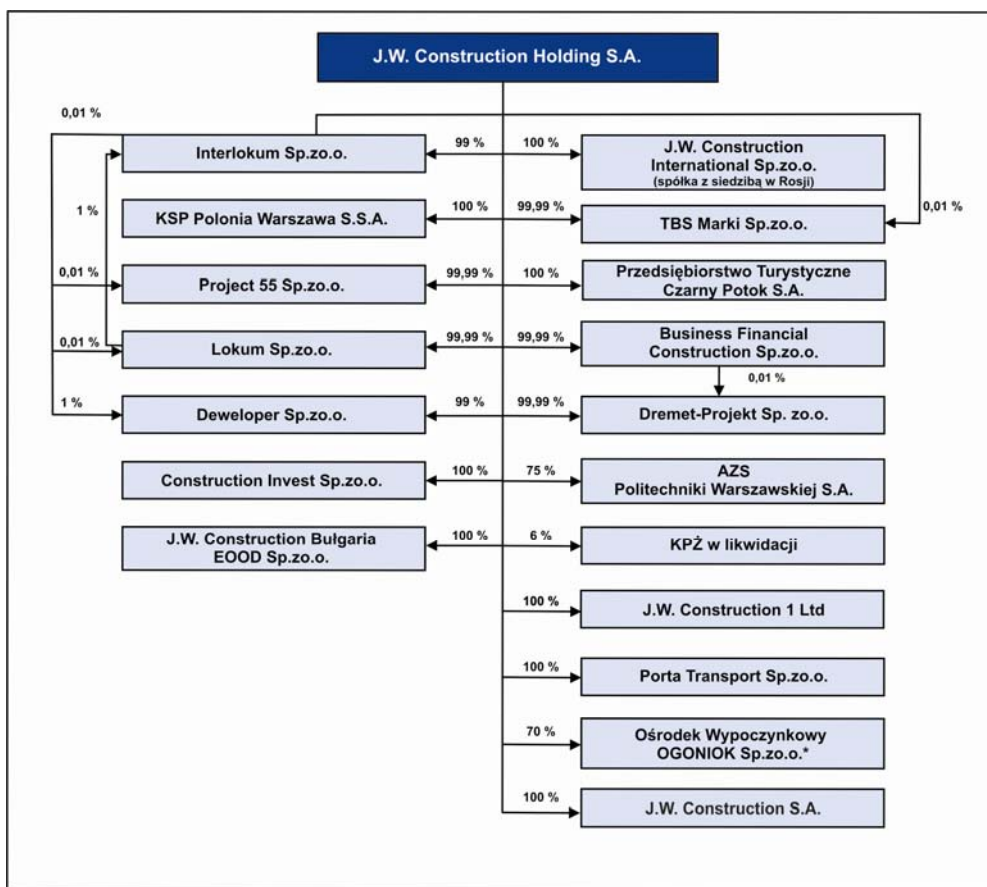 J.W. Construction Holding S.A.
0,01 %
Interlokum Sp.zo.o.
99 %
100 %
J.W. Construction
International Sp.zo.o.
(spółka z siedzibą w Rosji)
1 %
KSP Polonia Warszawa S.S.A.
100 %
99,99 %
TBS Marki Sp.zo.o.
0,01 %
0,01 %
Project 55 Sp.zo.o.
99,99 %
100 %
Przedsiębiorstwo Turystyczne
Czarny Potok S.A.
0,01 %
Lokum Sp.zo.o.
99,99 %
99,99 %
Business Financial
Construction Sp.zo.o.
0,01 %
1 %
Deweloper Sp.zo.o.
99 %
99,99 %
Dremet-Projekt Sp. zo.o.
Construction Invest Sp.zo.o.
100 %
75 %
AZS
Politechniki Warszawskiej S.A.
J.W. Construction Bułgaria
EOOD Sp.zo.o.
100 %
6 %
KPŻ w likwidacji
100 %
J.W. Construction 1 Ltd
100 %
Porta Transport Sp.zo.o.
70 %
Ośrodek Wypoczynkowy
OGONIOK Sp.zo.o.*
100 %
J.W. Construction S.A.